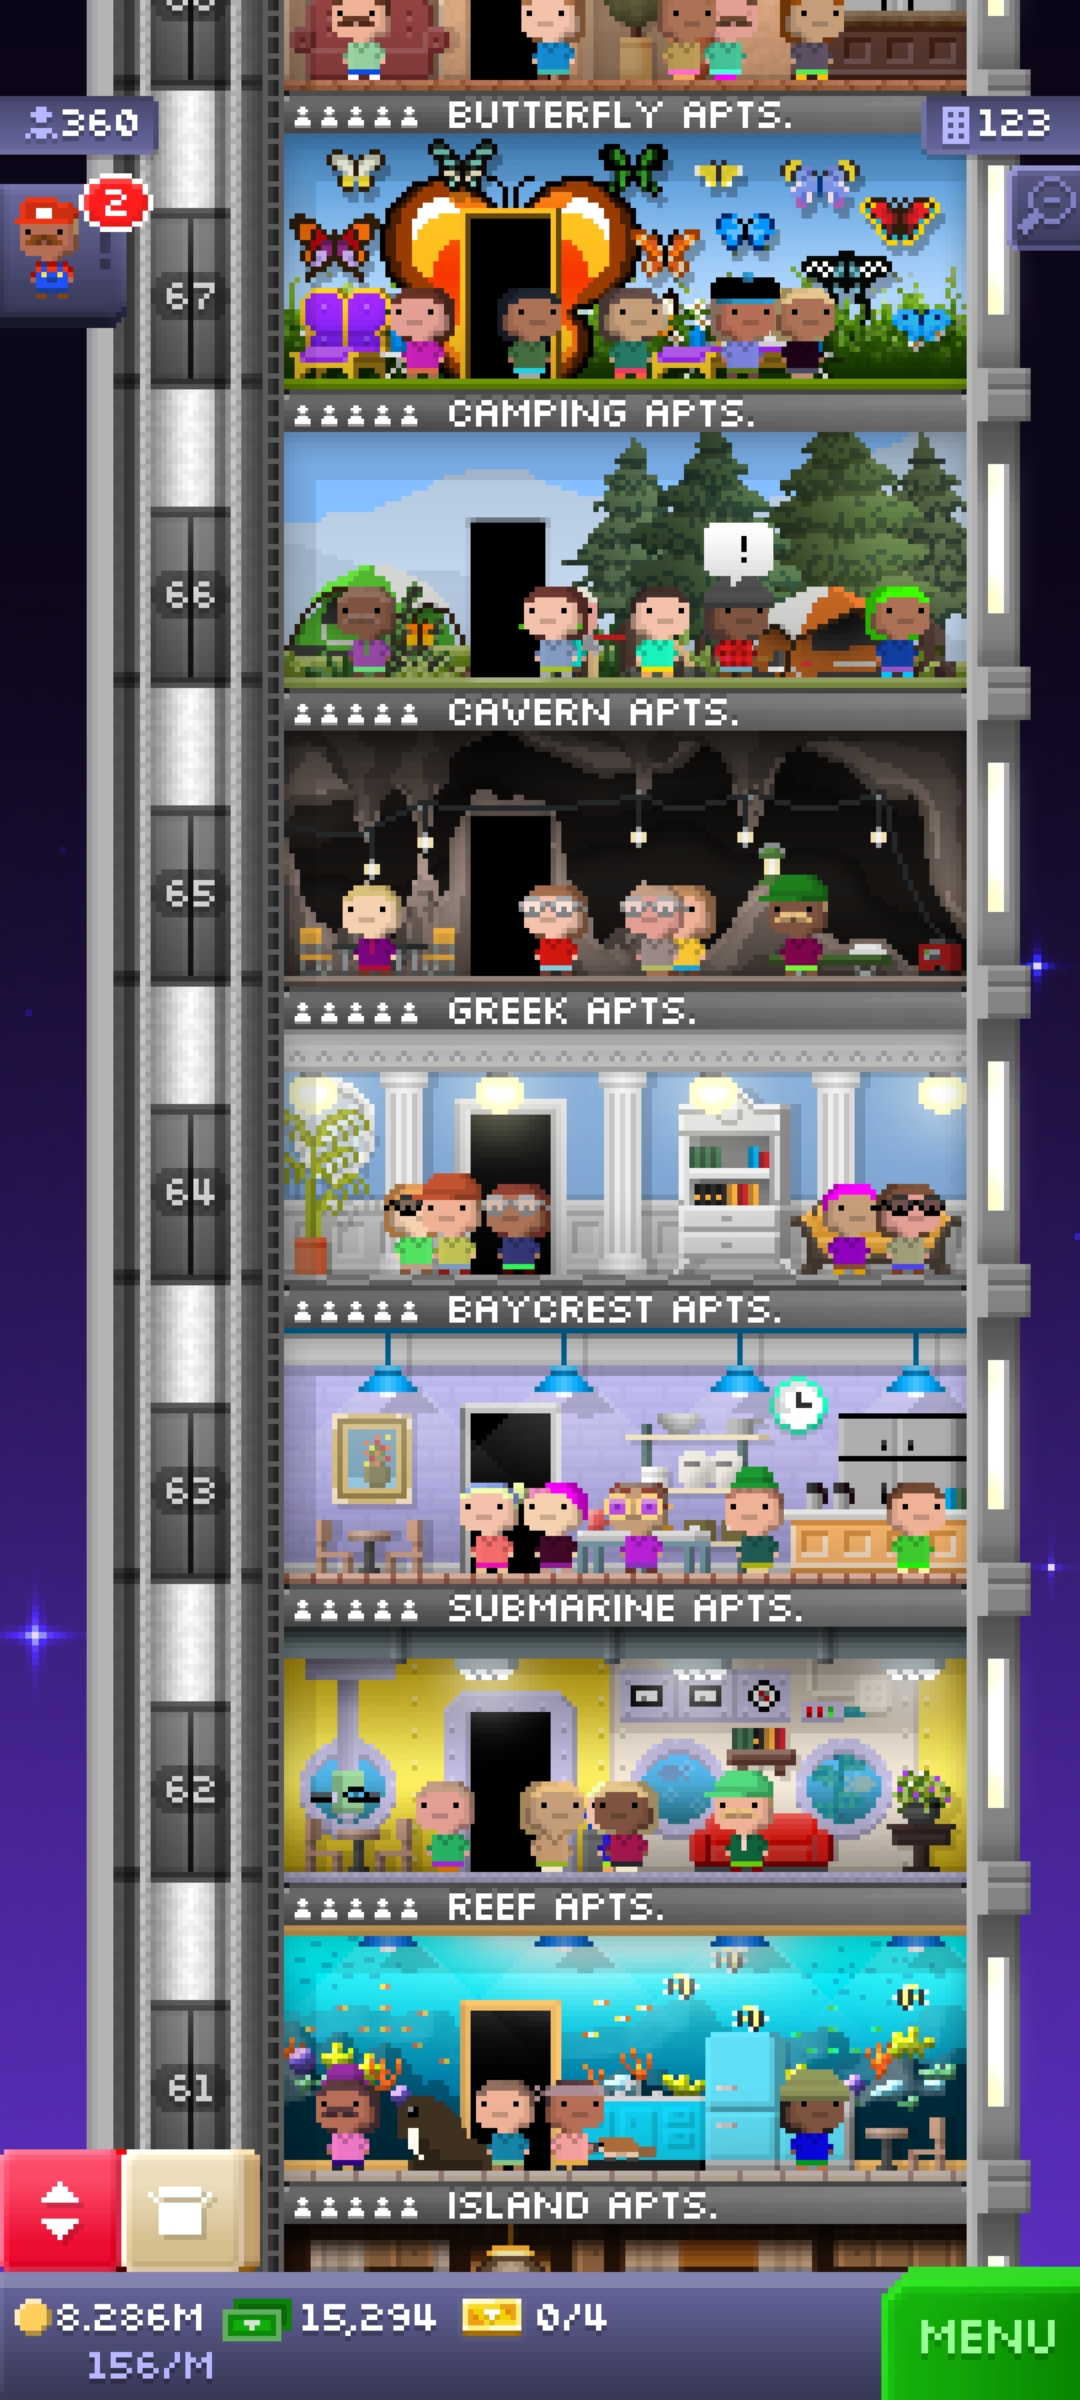 360
BUTTERFLY APTS.
123
2
67
CAMPING APTS.
!
66
CAVERN APTS.
65
GREEK APTS.
64
BAYCREST APTS.
63
SUBMARINE APTS.
62
REEF APTS.
61
ISLAND APTS.
8.286M 15,294 0/4
MENU
156/M